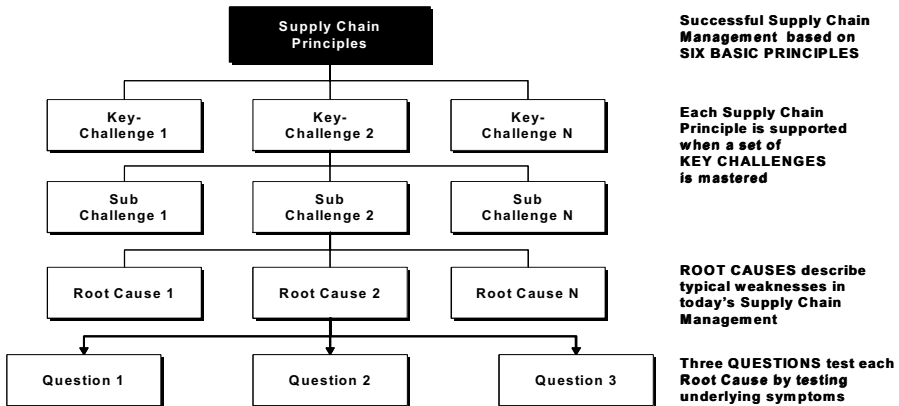 Supply Chain
Principles
Successful Supply Chain
Management based on
SIX BASIC PRINCIPLES
Key-
Challenge 1
Key-
Challenge 2
Key-
Challenge N
Each Supply Chain
Principle is supported
when a set of
KEY CHALLENGES
is mastered
Sub
Challenge 1
Sub
Challenge 2
Sub
Challenge N
Root Cause 1
Root Cause 2
Root Cause N
ROOT CAUSES describe
typical weaknesses in
today's Supply Chain
Management
Question 1
Question 2
Question 3
Three QUESTIONS test each
Root Cause by testing
underlying symptoms